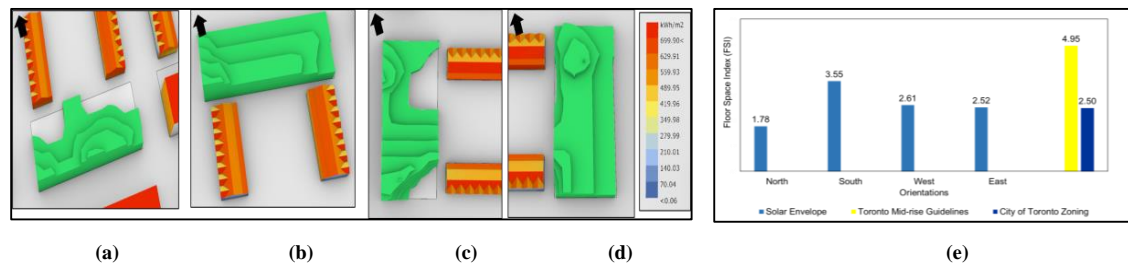 kWh/m2
699.90<
629.91
559.93
489.95
419.96
349.98
279.99
210.01
140.03
70.04
<0.06
Floor Space Index (FSI)
1.78
3.55
2.61
2.52
4.95
2.50
North South West East
Orientations
Solar Envelope Toronto Mid-rise Guidelines City of Toronto Zoning
(a) (b) (c) (d) (e)